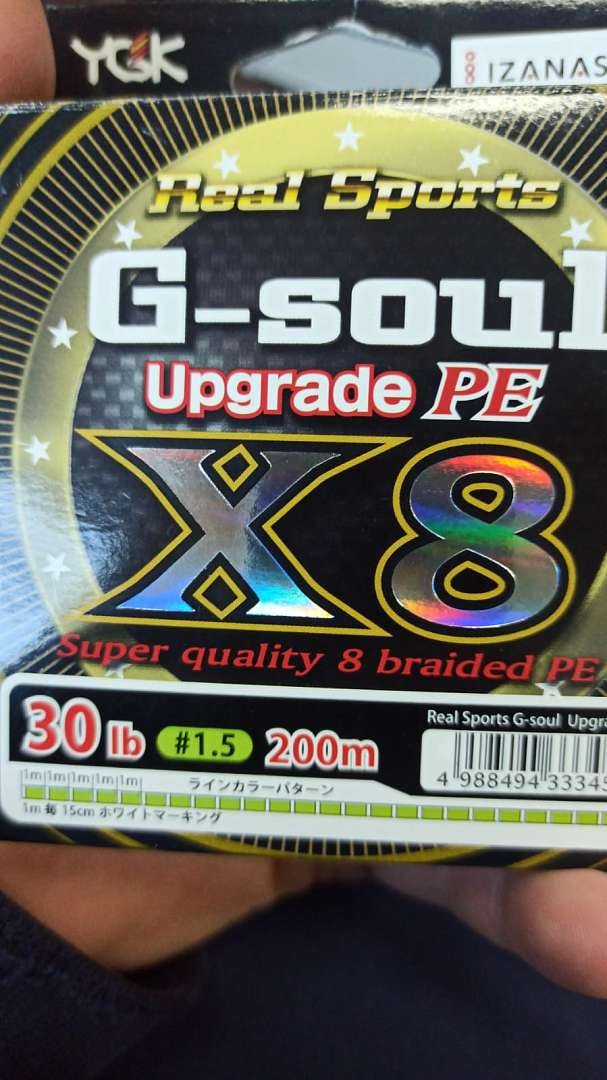 YGK
IZANAS
Real Sports
G-soul
Upgrade PE
X8
Super quality 8 braided PE
30 lb #1.5 200m
Real Sports G-soul Upgra
4 988494 33345
1m 1m 1m 1m 1m
ラインカラーパターン
1m 毎 15cm ホワイトマーキング